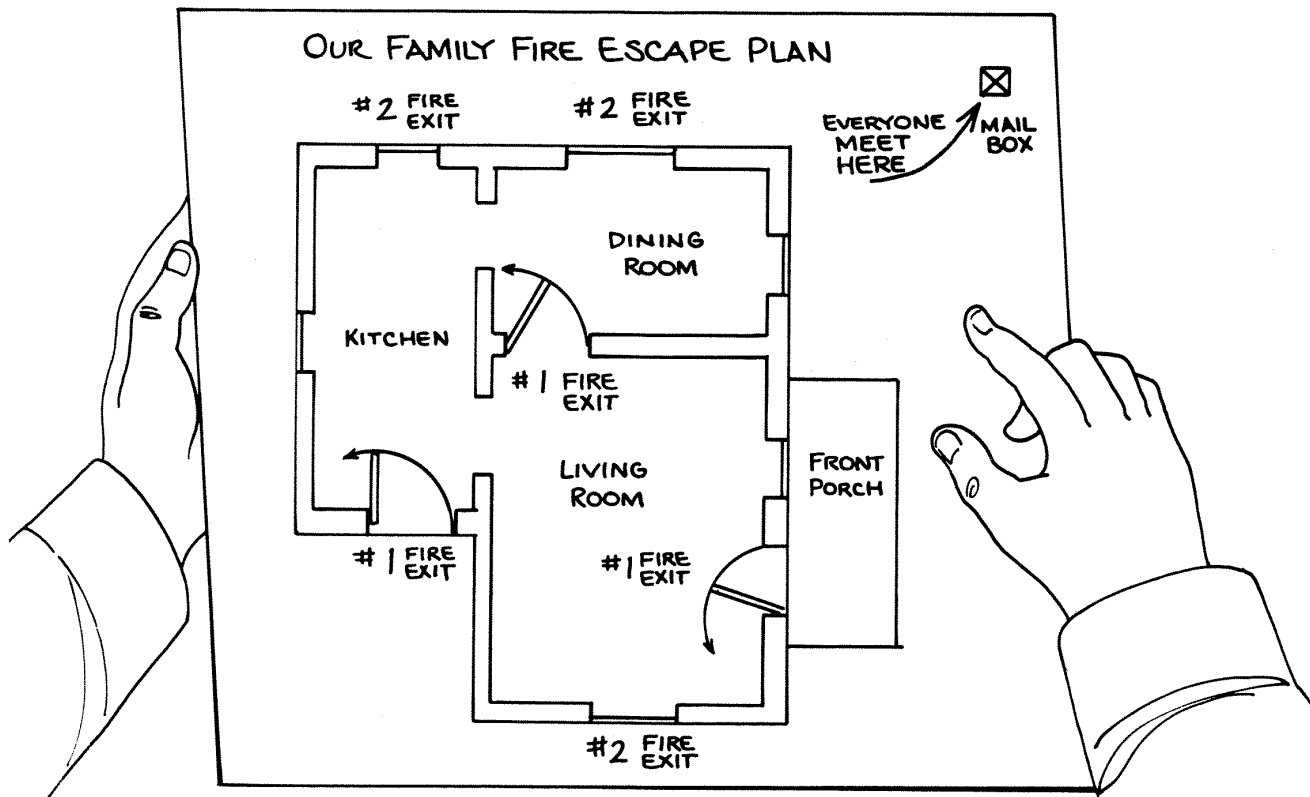 OUR FAMILY FIRE ESCAPE PLAN
#2 FIRE
EXIT
#2 FIRE
EXIT
EVERYONE
MEET
HERE
MAIL
BOX
DINING
ROOM
KITCHEN
#1 FIRE
EXIT
LIVING
ROOM
FRONT
PORCH
#1 FIRE
EXIT
#1 FIRE
EXIT
#2 FIRE
EXIT